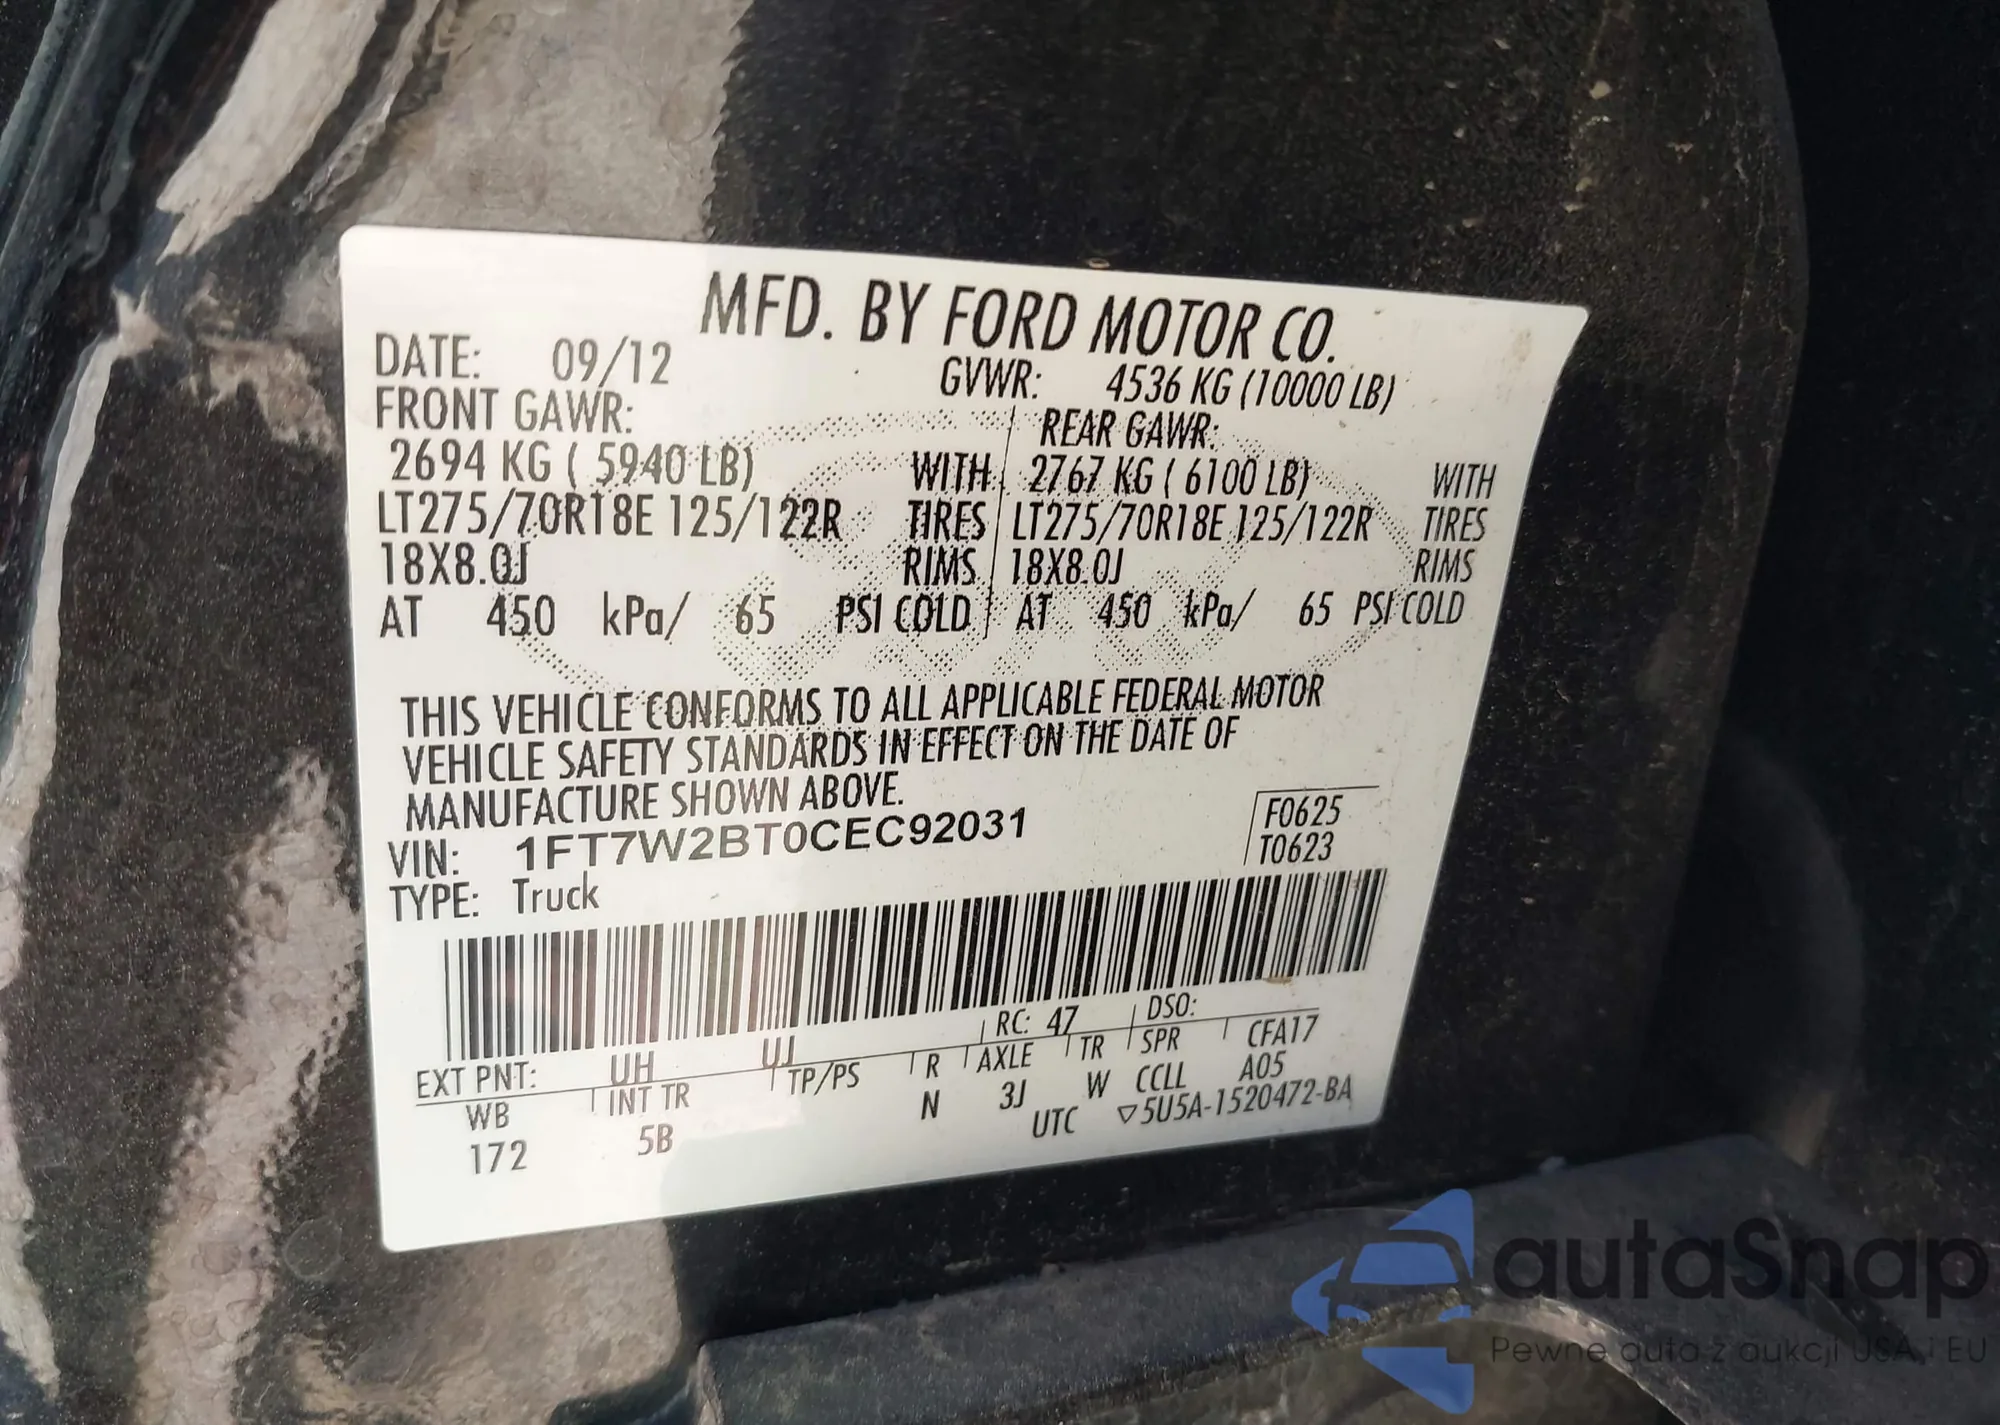 MFD. BY FORD MOTOR CO.
DATE: 09/12 GVWR: 4536 KG (10000 LB)
FRONT GAWR: REAR GAWR:
2694 KG ( 5940 LB) WITH 2767 KG ( 6100 LB) WITH
LT275/70R18E 125/122R TIRES LT275/70R18E 125/122R TIRES
18X8.0J RIMS 18X8.0J RIMS
AT 450 kPa/ 65 PSI COLD AT 450 kPa/ 65 PSI COLD
THIS VEHICLE CONFORMS TO ALL APPLICABLE FEDERAL MOTOR
VEHICLE SAFETY STANDARDS IN EFFECT ON THE DATE OF
MANUFACTURE SHOWN ABOVE.
VIN: 1FT7W2BT0CEC92031
F0625
T0623
TYPE: Truck
EXT PNT: UH UJ RC: 47 DSO:
WB INT TR TP/PS R AXLE TR SPR CFA17
172 5B N 3J W CCLL A05
UTC ▽5U5A-1520472-BA
autaSnap
Pewne auta z aukcji USA i EU